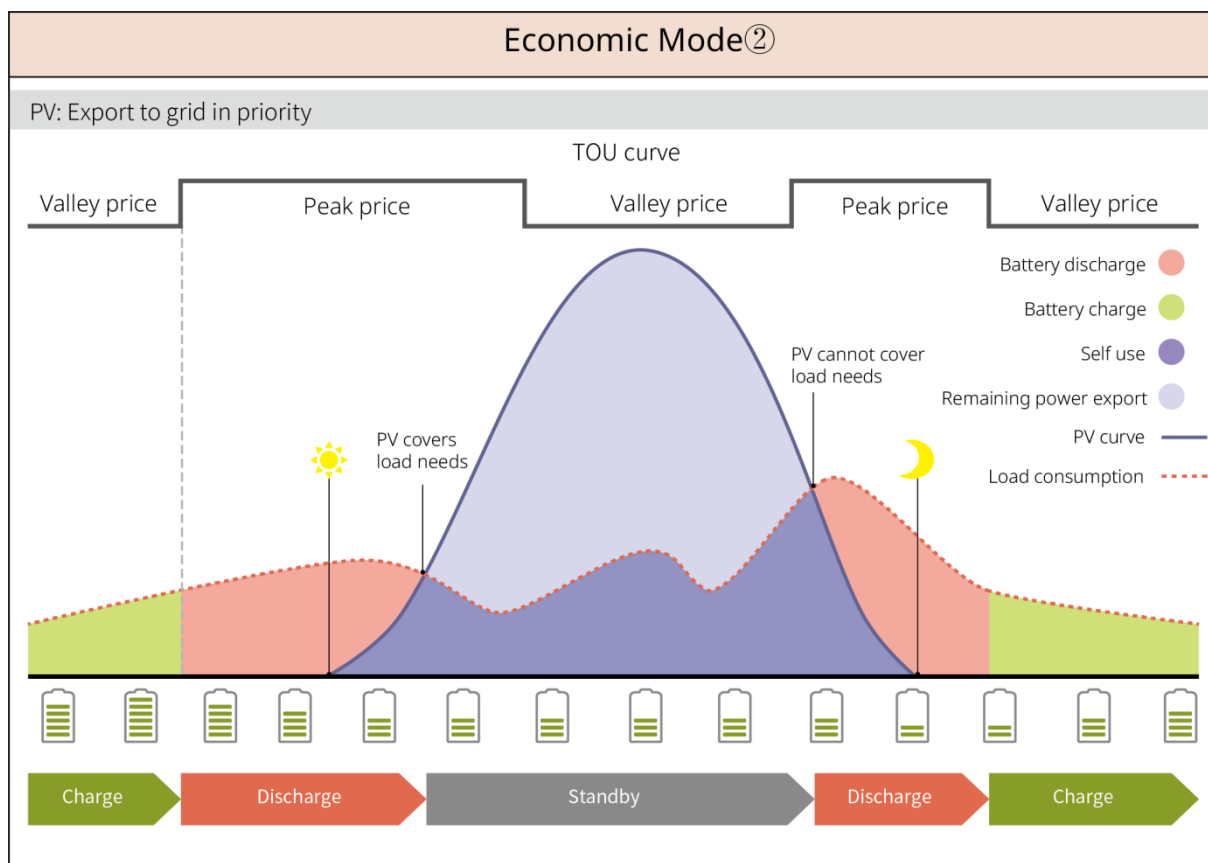 Economic Mode②
PV: Export to grid in priority
TOU curve
Valley price
Peak price
Valley price
Peak price
Valley price
Battery discharge
Battery charge
Self use
Remaining power export
PV curve
Load consumption
PV cannot cover
load needs
PV covers
load needs
Charge
Discharge
Standby
Discharge
Charge